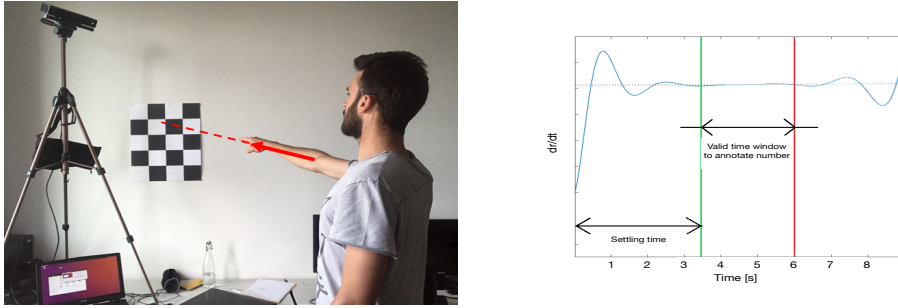 dr/dt
Valid time window
to annotate number
Settling time
1 2 3 4 5 6 7 8
Time [s]